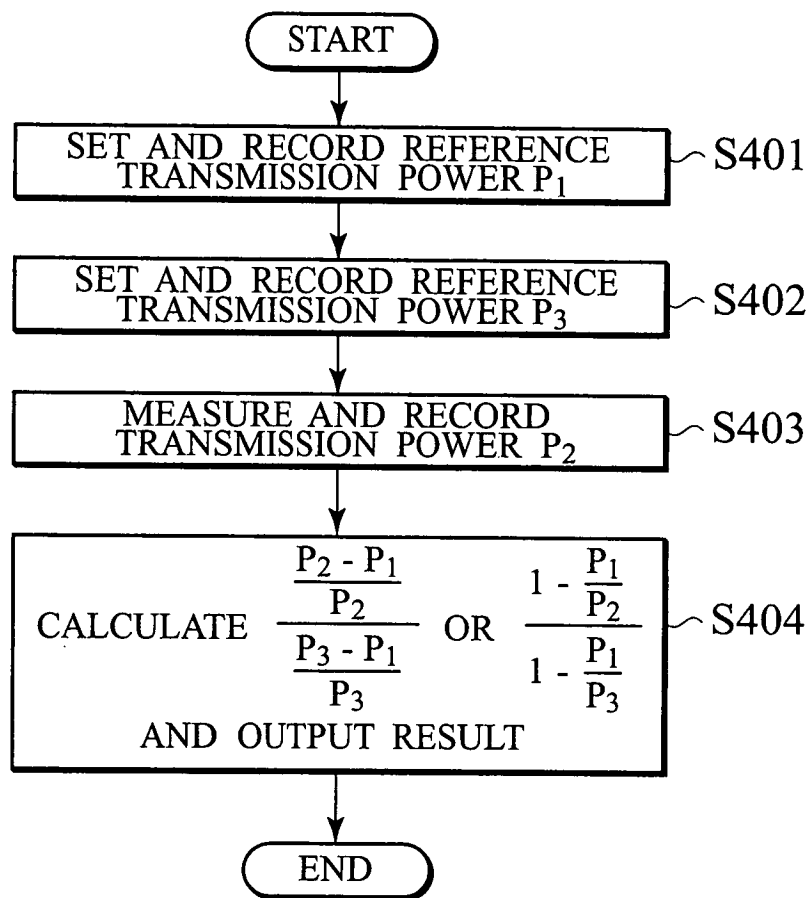 START
SET AND RECORD REFERENCE
TRANSMISSION POWER P1
S401
SET AND RECORD REFERENCE
TRANSMISSION POWER P3
S402
MEASURE AND RECORD
TRANSMISSION POWER P2
S403
CALCULATE
P2 - P1
P2
P3 - P1
P3
OR
1 - P1
P2
1 - P1
P3
AND OUTPUT RESULT
S404
END